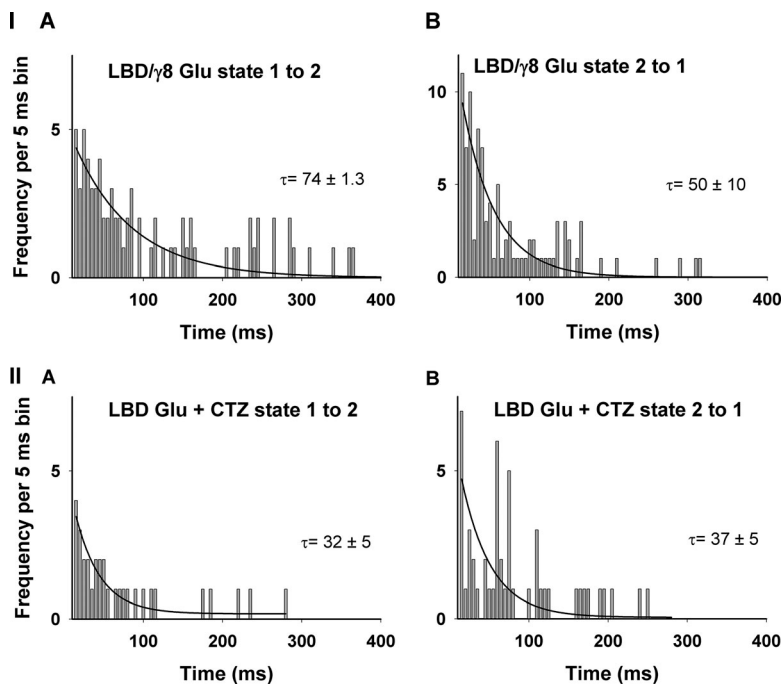 I A
LBD/γ8 Glu state 1 to 2
Frequency per 5 ms bin
5
0
τ= 74 ± 1.3
100 200 300 400
Time (ms)
B
LBD/γ8 Glu state 2 to 1
10
5
0
τ= 50 ± 10
100 200 300 400
Time (ms)
II A
LBD Glu + CTZ state 1 to 2
Frequency per 5 ms bin
5
0
τ= 32 ± 5
100 200 300 400
Time (ms)
B
LBD Glu + CTZ state 2 to 1
5
0
τ= 37 ± 5
100 200 300 400
Time (ms)